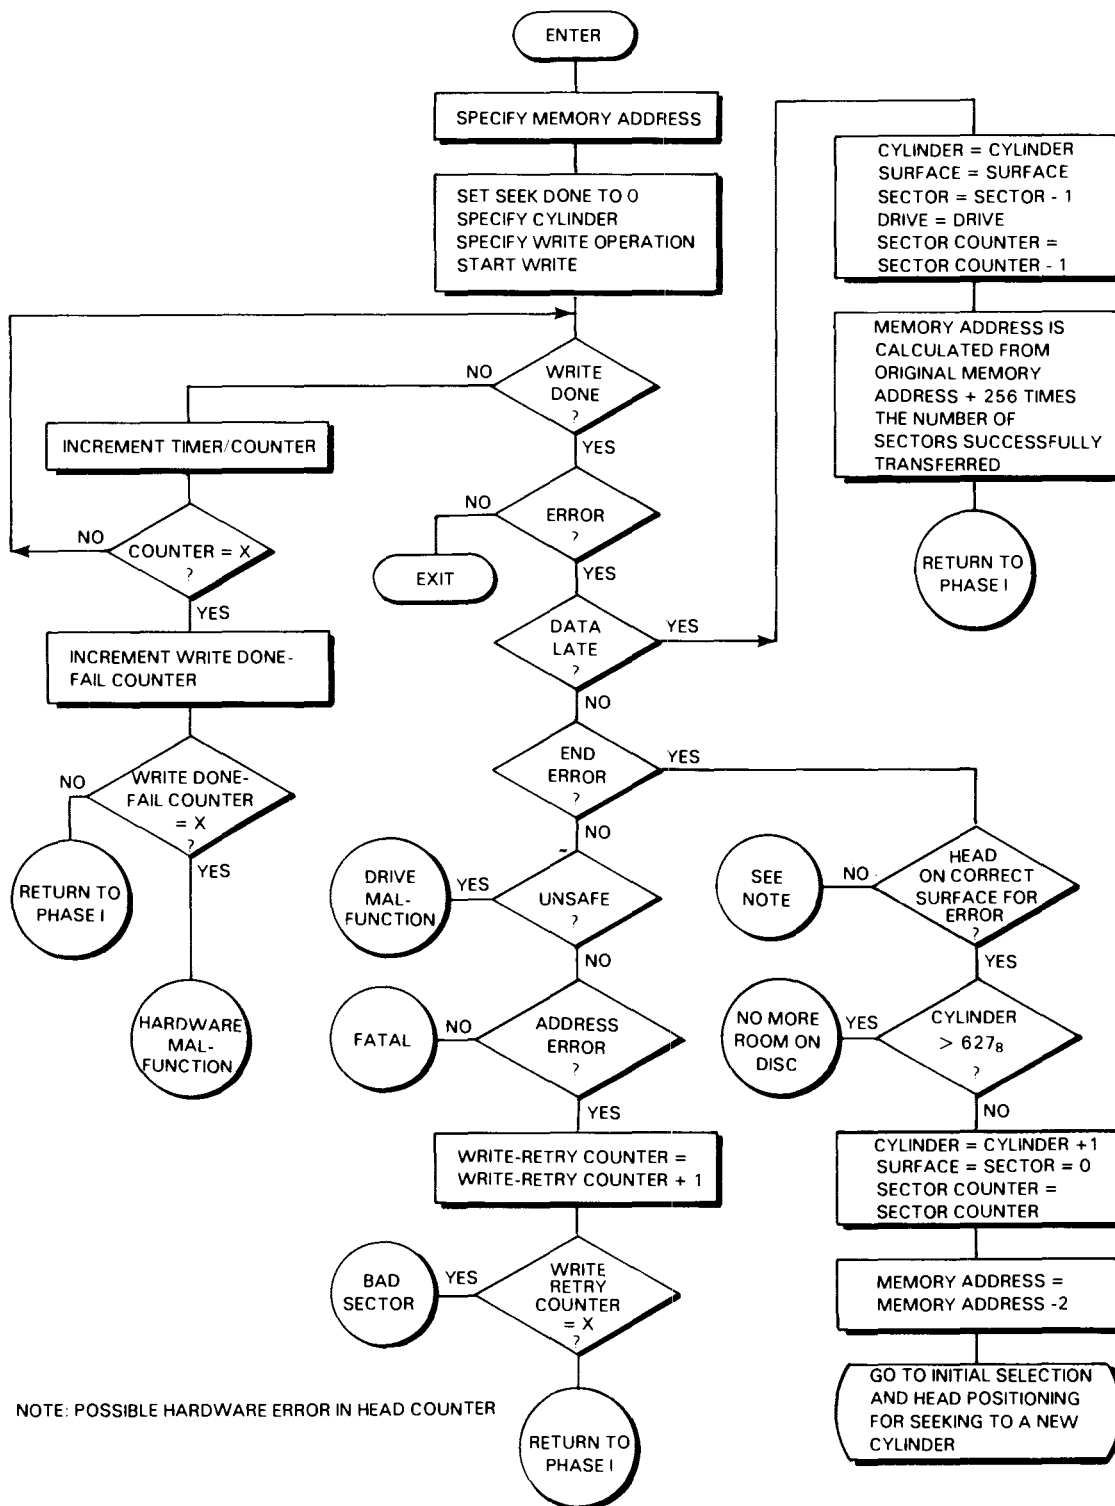 ENTER
SPECIFY MEMORY ADDRESS
SET SEEK DONE TO 0
SPECIFY CYLINDER
SPECIFY WRITE OPERATION
START WRITE
NO
WRITE
DONE
?
YES
INCREMENT TIMER/COUNTER
NO
COUNTER = X
?
YES
INCREMENT WRITE DONE-
FAIL COUNTER
NO
WRITE DONE-
FAIL COUNTER
= X
?
YES
RETURN TO
PHASE I
HARDWARE
MAL-
FUNCTION
NO
ERROR
?
YES
EXIT
DATA
LATE
?
YES
NO
CYLINDER = CYLINDER
SURFACE = SURFACE
SECTOR = SECTOR - 1
DRIVE = DRIVE
SECTOR COUNTER =
SECTOR COUNTER - 1
MEMORY ADDRESS IS
CALCULATED FROM
ORIGINAL MEMORY
ADDRESS + 256 TIMES
THE NUMBER OF
SECTORS SUCCESSFULLY
TRANSFERRED
RETURN TO
PHASE I
END
ERROR
?
YES
NO
DRIVE
MAL-
FUNCTION
YES
UNSAFE
?
NO
FATAL
NO
ADDRESS
ERROR
?
YES
WRITE-RETRY COUNTER =
WRITE-RETRY COUNTER + 1
BAD
SECTOR
YES
WRITE
RETRY
COUNTER
= X
?
RETURN TO
PHASE I
SEE
NOTE
NO
HEAD
ON CORRECT
SURFACE FOR
ERROR
?
YES
NO MORE
ROOM ON
DISC
YES
CYLINDER
> 627₈
?
NO
CYLINDER = CYLINDER +1
SURFACE = SECTOR = 0
SECTOR COUNTER =
SECTOR COUNTER
MEMORY ADDRESS =
MEMORY ADDRESS -2
GO TO INITIAL SELECTION
AND HEAD POSITIONING
FOR SEEKING TO A NEW
CYLINDER
NOTE: POSSIBLE HARDWARE ERROR IN HEAD COUNTER